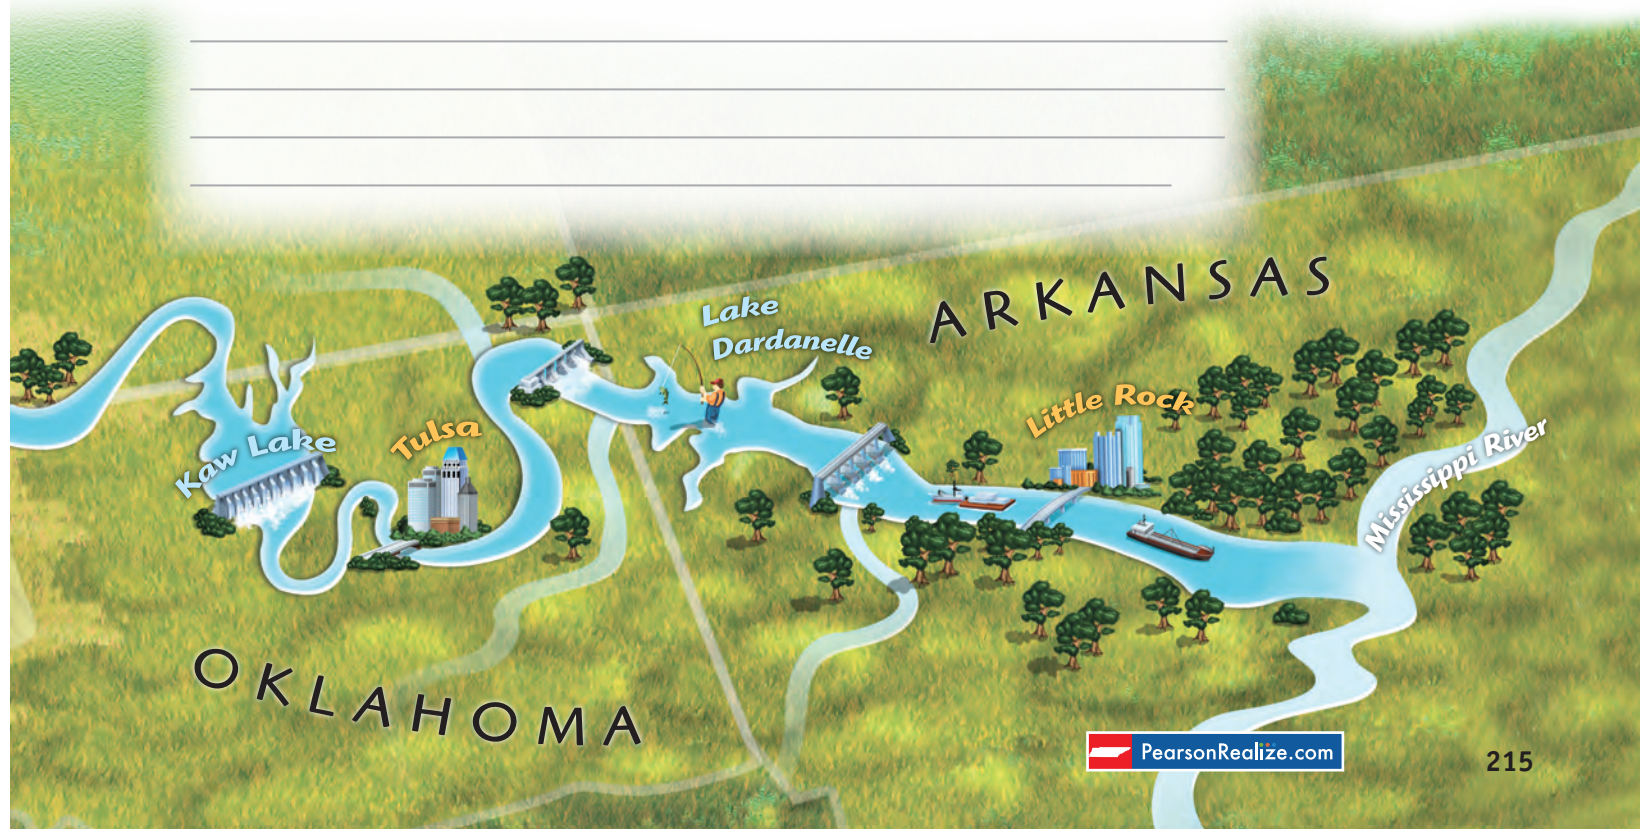 ARKANSAS
Lake
Dardanelle
Little Rock
Kaw Lake
Tulsa
Mississippi River
OKLAHOMA
PearsonRealize.com
215